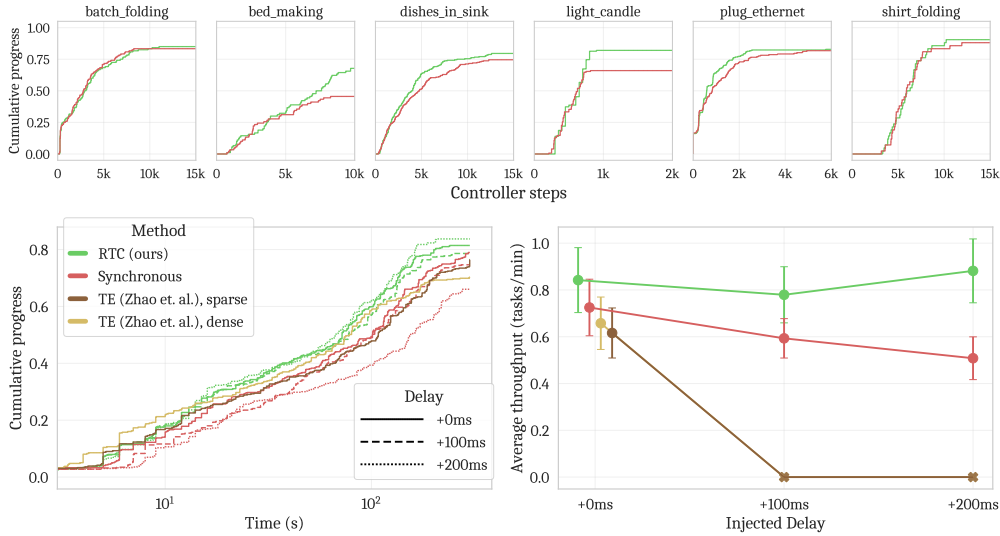 batch_folding
bed_making
dishes_in_sink
light_candle
plug_ethernet
shirt_folding
Cumulative progress
1.00
0.75
0.50
0.25
0.00
0 5k 10k 15k
0 5k 10k
0 5k 10k 15k
0 1k 2k
0 2k 4k 6k
0 5k 10k 15k
Controller steps
Method
RTC (ours)
Synchronous
TE (Zhao et. al.), sparse
TE (Zhao et. al.), dense
Cumulative progress
0.8
0.6
0.4
0.2
0.0
Delay
+0ms
+100ms
+200ms
10¹ 10²
Time (s)
Average throughput (tasks/min)
1.0
0.8
0.6
0.4
0.2
0.0
+0ms +100ms +200ms
Injected Delay